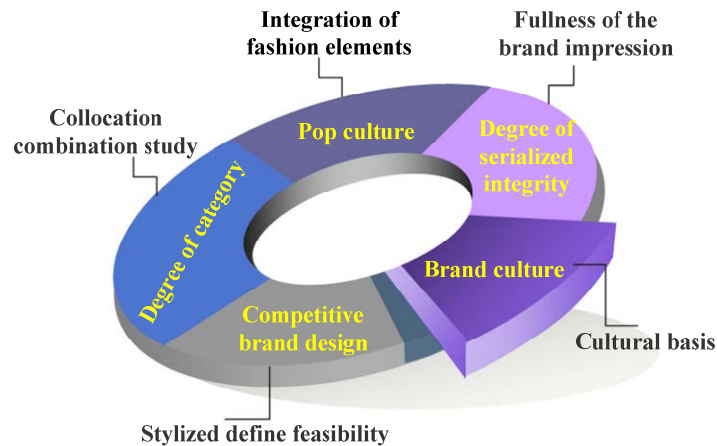 Integration of
fashion elements
Fullness of the
brand impression
Collocation
combination study
Pop culture
Degree of
serialized
integrity
Degree of category
Brand culture
Competitive
brand design
Cultural basis
Stylized define feasibility